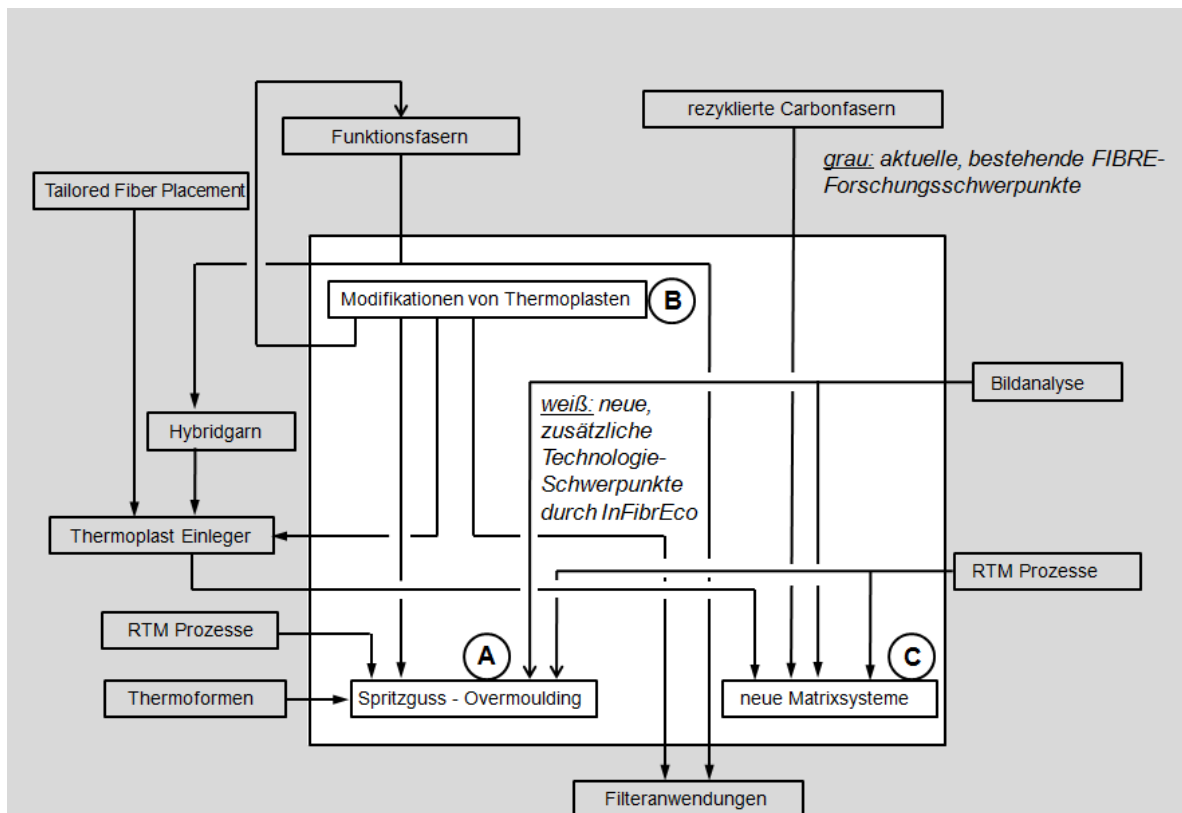 rezyklierte Carbonfasern
Funktionsfasern
grau: aktuelle, bestehende FIBRE-
Forschungsschwerpunkte
Tailored Fiber Placement
Modifikationen von Thermoplasten
B
Bildanalyse
weiß: neue,
zusätzliche
Technologie-
Schwerpunkte
durch InFibrEco
Hybridgarn
Thermoplast Einleger
RTM Prozesse
RTM Prozesse
A
C
Thermoformen
Spritzguss - Overmoulding
neue Matrixsysteme
Filteranwendungen